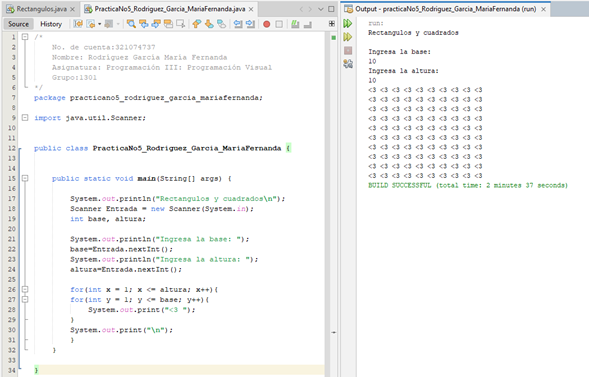 Rectangulos.java
PracticaNo5_Rodriguez_Garcia_MariaFernanda.java
Source History
1 /*
2 No. de cuenta:321074737
3 Nombre: Rodriguez Garcia Maria Fernanda
4 Asignatura: Programación III: Programación Visual
5 Grupo:1301
6 */
7 package practicano5_rodriguez_garcia_mariafernanda;
8
9 import java.util.Scanner;
10
11
12 public class PracticaNo5_Rodriguez_Garcia_MariaFernanda {
13
14
15 public static void main(String[] args) {
16
17 System.out.println("Rectangulos y cuadrados\n");
18 Scanner Entrada = new Scanner(System.in);
19 int base, altura;
20
21 System.out.println("Ingresa la base: ");
22 base=Entrada.nextInt();
23 System.out.println("Ingresa la altura: ");
24 altura=Entrada.nextInt();
25
26 for(int x = 1; x <= altura; x++){
27 for(int y = 1; y <= base; y++){
28 System.out.print("<3 ");
29 }
30 System.out.print("\n");
31 }
32 }
33
34 }
Output - practicaNo5_Rodriguez_Garcia_MariaFernanda (run)
run:
Rectangulos y cuadrados
Ingresa la base:
10
Ingresa la altura:
10
<3 <3 <3 <3 <3 <3 <3 <3 <3 <3
<3 <3 <3 <3 <3 <3 <3 <3 <3 <3
<3 <3 <3 <3 <3 <3 <3 <3 <3 <3
<3 <3 <3 <3 <3 <3 <3 <3 <3 <3
<3 <3 <3 <3 <3 <3 <3 <3 <3 <3
<3 <3 <3 <3 <3 <3 <3 <3 <3 <3
<3 <3 <3 <3 <3 <3 <3 <3 <3 <3
<3 <3 <3 <3 <3 <3 <3 <3 <3 <3
<3 <3 <3 <3 <3 <3 <3 <3 <3 <3
<3 <3 <3 <3 <3 <3 <3 <3 <3 <3
BUILD SUCCESSFUL (total time: 2 minutes 37 seconds)